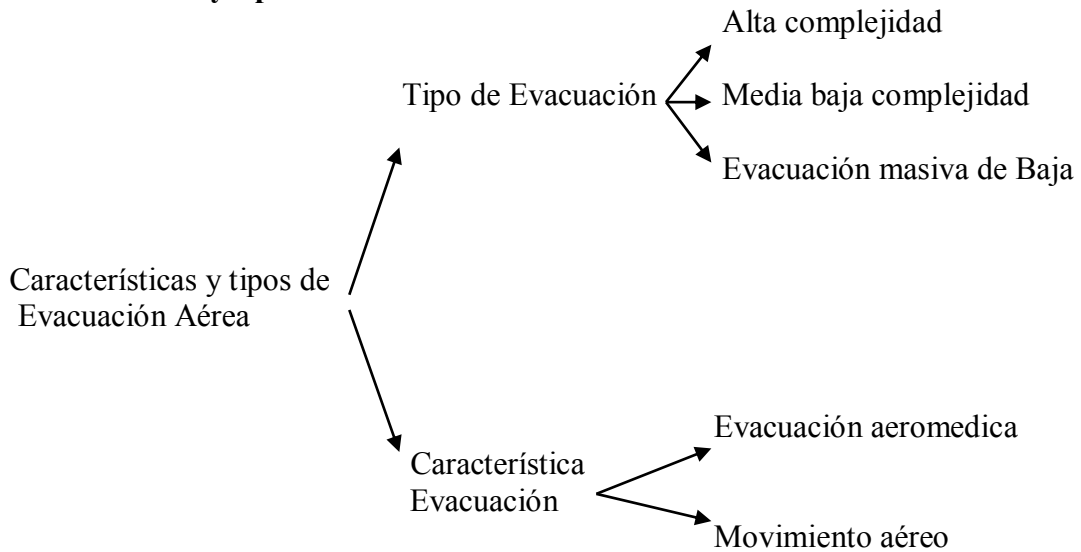 Alta complejidad
Tipo de Evacuación
Media baja complejidad
Evacuación masiva de Baja
Características y tipos de
Evacuación Aérea
Evacuación aeromedica
Característica
Evacuación
Movimiento aéreo